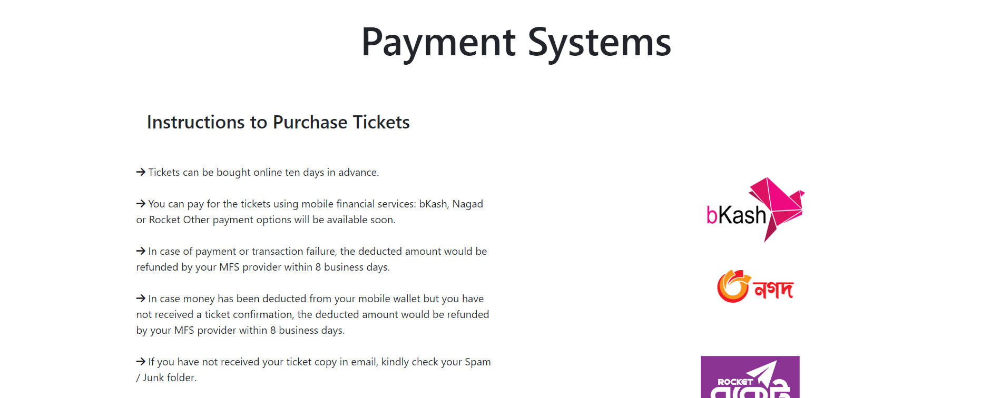 Payment Systems
Instructions to Purchase Tickets
→ Tickets can be bought online ten days in advance.
→ You can pay for the tickets using mobile financial services: bKash, Nagad
or Rocket Other payment options will be available soon.
→ In case of payment or transaction failure, the deducted amount would be
refunded by your MFS provider within 8 business days.
→ In case money has been deducted from your mobile wallet but you have
not received a ticket confirmation, the deducted amount would be refunded
by your MFS provider within 8 business days.
→ If you have not received your ticket copy in email, kindly check your Spam
/ Junk folder.
bKash
নগদ
ROCKET